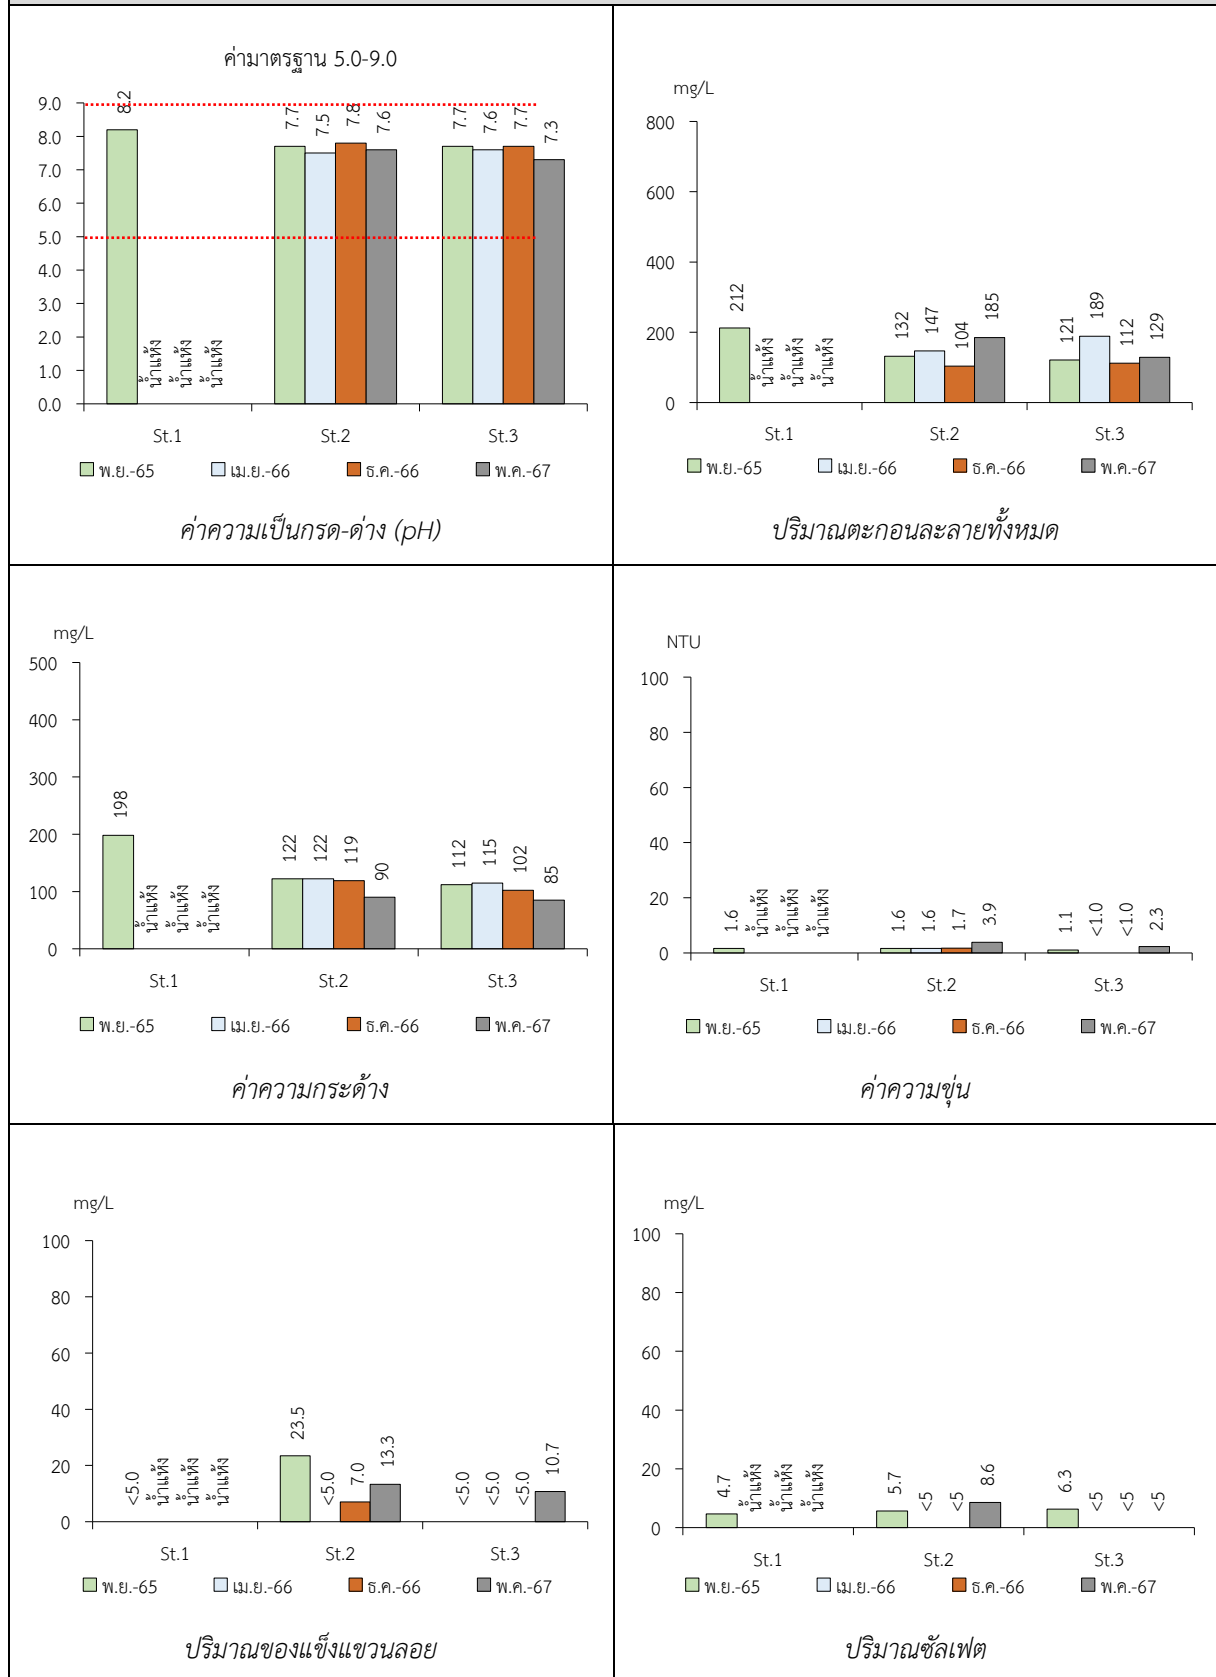 ค่ามาตรฐาน 5.0-9.0
9.0
8.0
7.0
6.0
5.0
4.0
3.0
2.0
1.0
0.0
8.2
น้ำแห้ง
น้ำแห้ง
น้ำแห้ง
7.7
7.5
7.8
7.6
7.7
7.6
7.7
7.3
St.1 St.2 St.3
พ.ย.-65 เม.ย.-66 ธ.ค.-66 พ.ค.-67
ค่าความเป็นกรด-ด่าง (pH)
mg/L
800
600
400
200
0
212
น้ำแห้ง
น้ำแห้ง
น้ำแห้ง
132
147
104
185
121
189
112
129
St.1 St.2 St.3
พ.ย.-65 เม.ย.-66 ธ.ค.-66 พ.ค.-67
ปริมาณตะกอนละลายทั้งหมด
mg/L
500
400
300
200
100
0
198
น้ำแห้ง
น้ำแห้ง
น้ำแห้ง
122
122
119
90
112
115
102
85
St.1 St.2 St.3
พ.ย.-65 เม.ย.-66 ธ.ค.-66 พ.ค.-67
ค่าความกระด้าง
NTU
100
80
60
40
20
0
1.6
น้ำแห้ง
น้ำแห้ง
น้ำแห้ง
1.6
1.6
1.7
3.9
1.1
<1.0
<1.0
2.3
St.1 St.2 St.3
พ.ย.-65 เม.ย.-66 ธ.ค.-66 พ.ค.-67
ค่าความขุ่น
mg/L
100
80
60
40
20
0
<5.0
น้ำแห้ง
น้ำแห้ง
น้ำแห้ง
23.5
<5.0
7.0
13.3
<5.0
<5.0
<5.0
10.7
St.1 St.2 St.3
พ.ย.-65 เม.ย.-66 ธ.ค.-66 พ.ค.-67
ปริมาณของแข็งแขวนลอย
mg/L
100
80
60
40
20
0
4.7
น้ำแห้ง
น้ำแห้ง
น้ำแห้ง
5.7
<5
<5
8.6
6.3
<5
<5
<5
St.1 St.2 St.3
พ.ย.-65 เม.ย.-66 ธ.ค.-66 พ.ค.-67
ปริมาณซัลเฟต